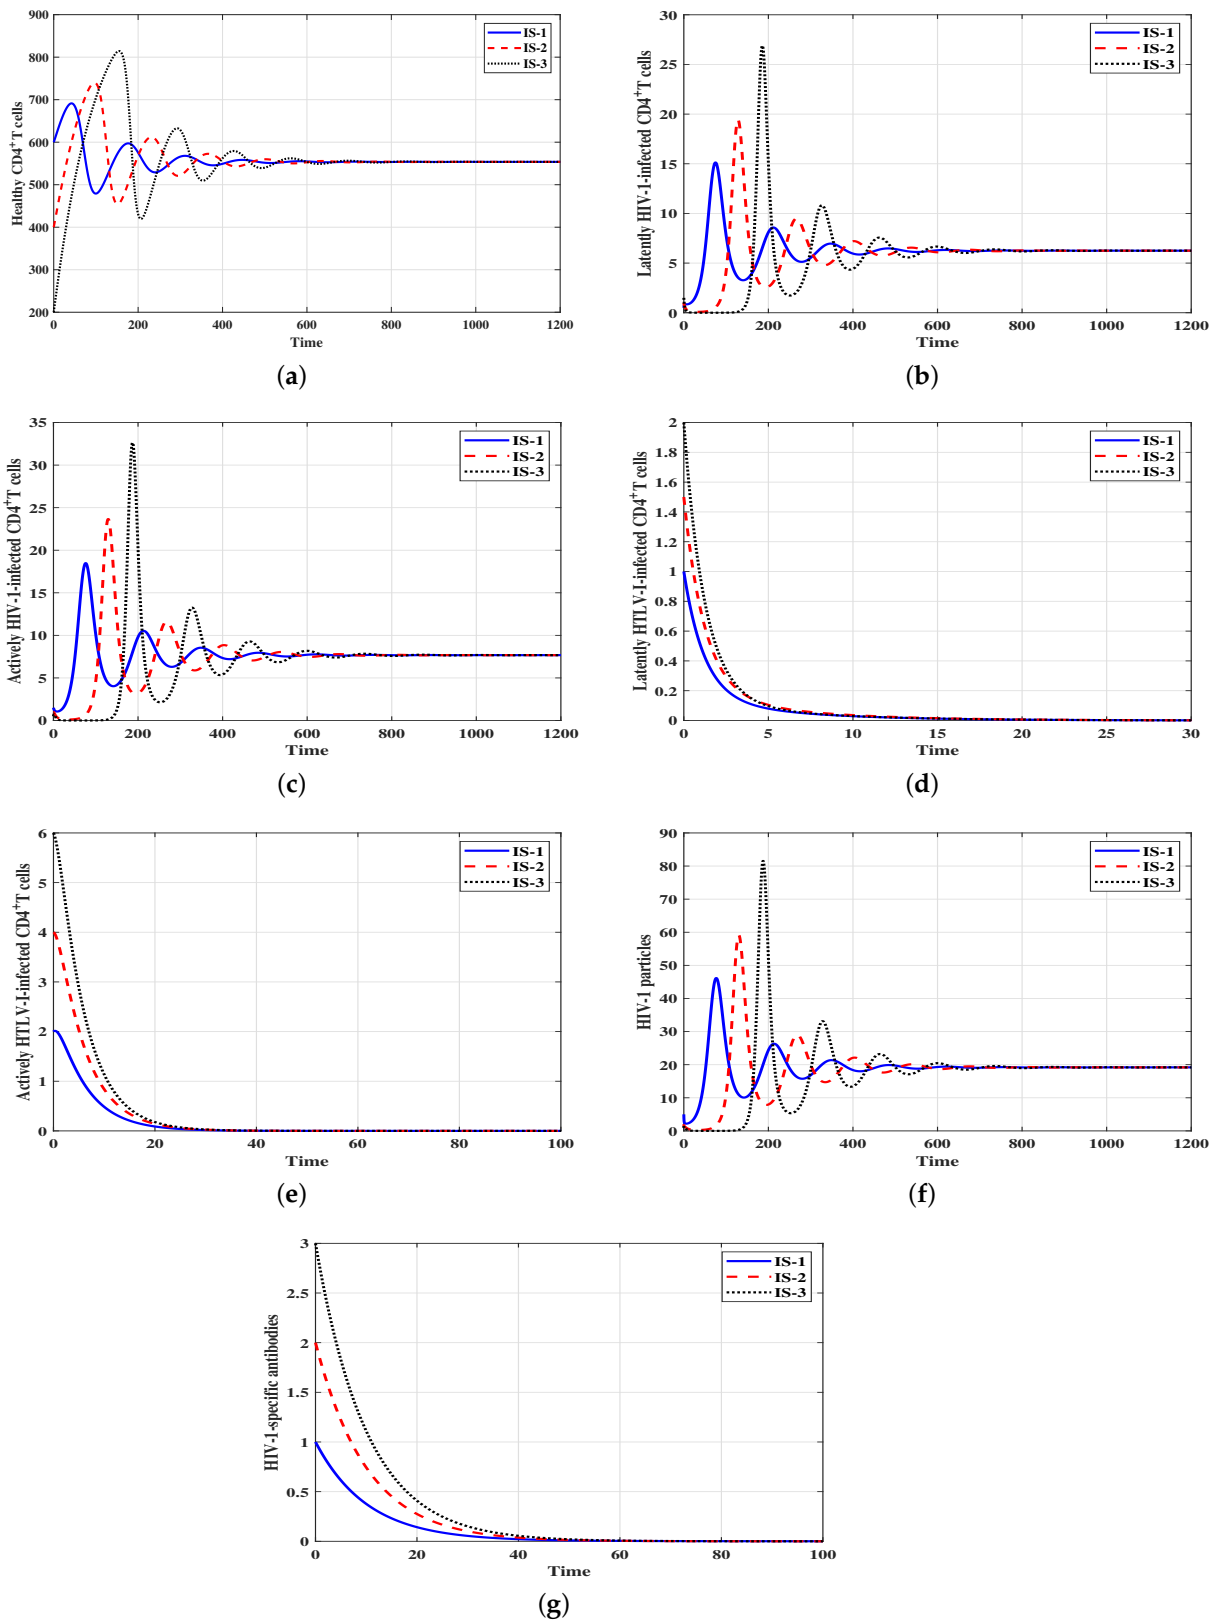 900
800
700
600
500
400
300
200
0 200 400 600 800 1000 1200
Healthy CD4+T cells
Time
IS-1
IS-2
IS-3
(a)
30
25
20
15
10
5
0
0 200 400 600 800 1000 1200
Latently HIV-1-infected CD4+T cells
Time
IS-1
IS-2
IS-3
(b)
35
30
25
20
15
10
5
0
0 200 400 600 800 1000 1200
Actively HIV-1-infected CD4+T cells
Time
IS-1
IS-2
IS-3
(c)
2
1.8
1.6
1.4
1.2
1
0.8
0.6
0.4
0.2
0
0 5 10 15 20 25 30
Latently HTLV-I-infected CD4+T cells
Time
IS-1
IS-2
IS-3
(d)
6
5
4
3
2
1
0
0 20 40 60 80 100
Actively HTLV-I-infected CD4+T cells
Time
IS-1
IS-2
IS-3
(e)
90
80
70
60
50
40
30
20
10
0
0 200 400 600 800 1000 1200
HIV-1 particles
Time
IS-1
IS-2
IS-3
(f)
3
2.5
2
1.5
1
0.5
0
0 20 40 60 80 100
HIV-1-specific antibodies
Time
IS-1
IS-2
IS-3
(g)